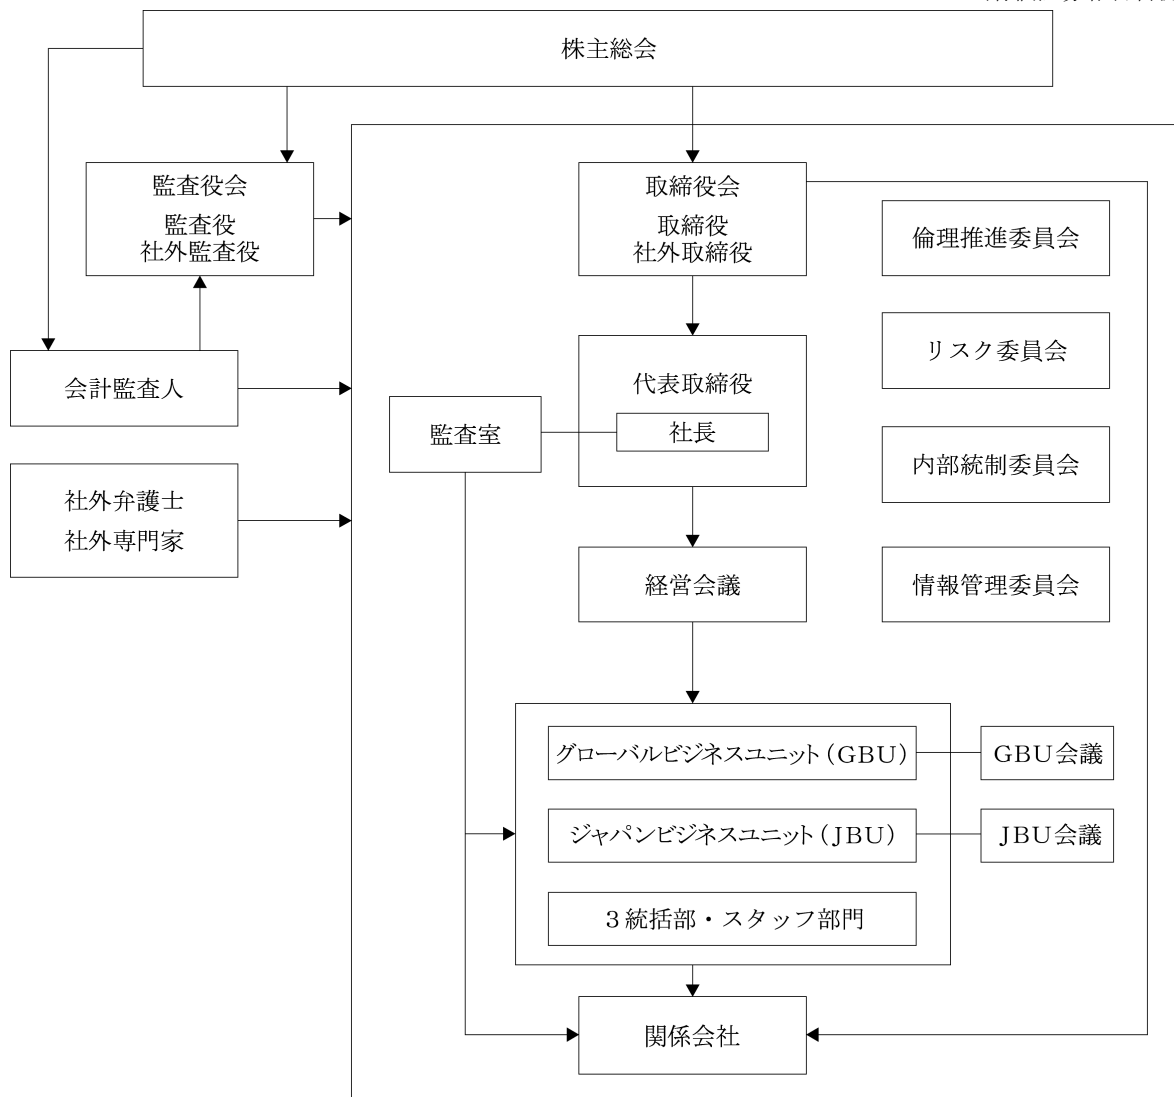 株主総会
監査役会
監査役
社外監査役
取締役会
取締役
社外取締役
倫理推進委員会
会計監査人
リスク委員会
代表取締役
社長
監査室
内部統制委員会
社外弁護士
社外専門家
経営会議
情報管理委員会
グローバルビジネスユニット(GBU)
GBU会議
ジャパンビジネスユニット(JBU)
JBU会議
3統括部・スタッフ部門
関係会社